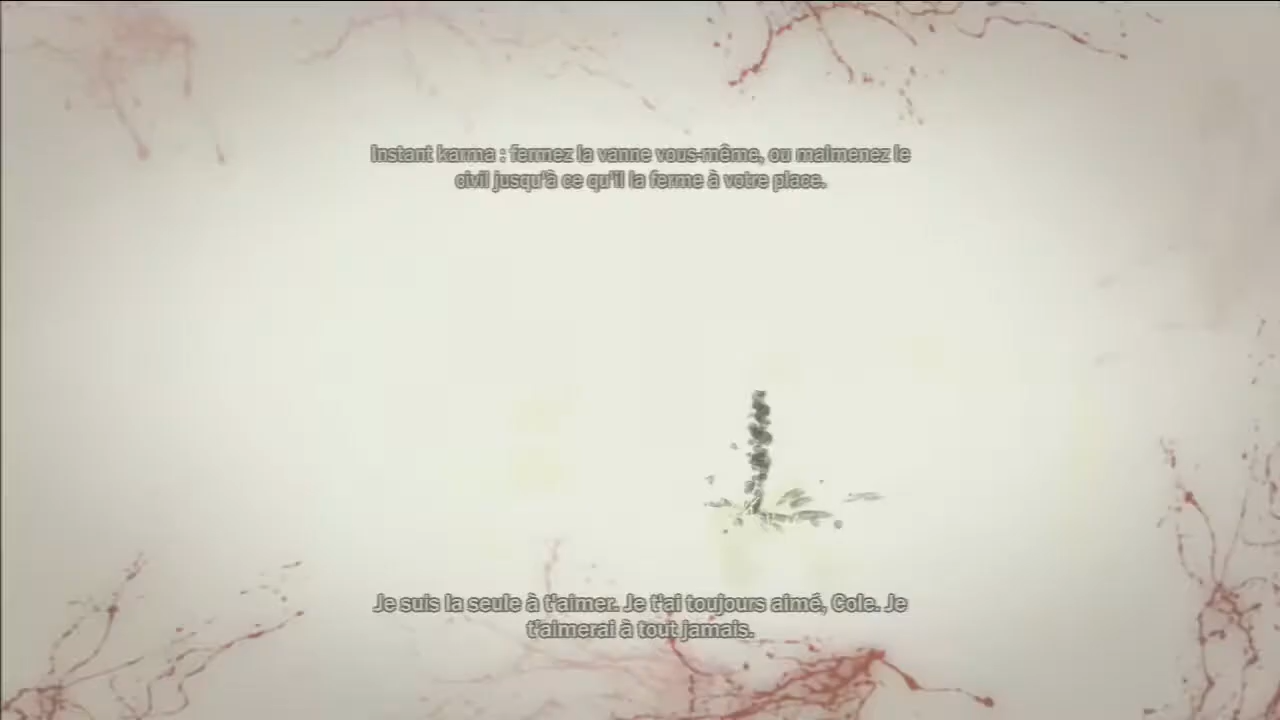 Instant karma : fermez la vanne vous-même, ou malmenez le
civil jusqu'à ce qu'il la ferme à votre place.
Je suis la seule à t'aimer. Je t'ai toujours aimé, Cole. Je
t'aimerai à tout jamais.